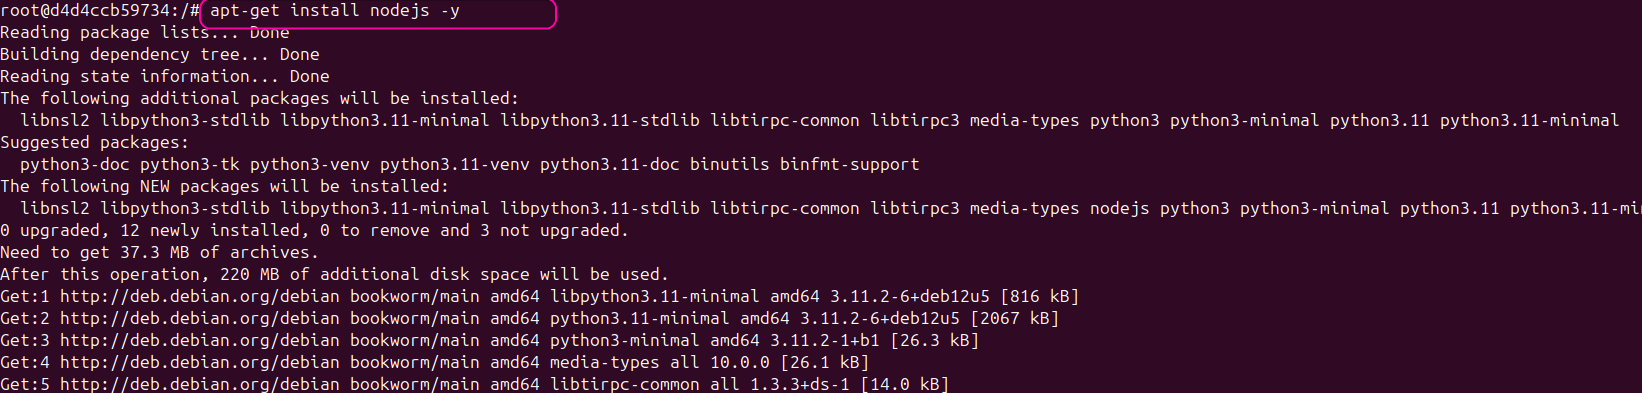 root@d4d4ccb59734:/# apt-get install nodejs -y
Reading package lists... Done
Building dependency tree... Done
Reading state information... Done
The following additional packages will be installed:
  libnsl2 libpython3-stdlib libpython3.11-minimal libpython3.11-stdlib libtirpc-common libtirpc3 media-types python3 python3-minimal python3.11 python3.11-minimal
Suggested packages:
  python3-doc python3-tk python3-venv python3.11-venv python3.11-doc binutils binfmt-support
The following NEW packages will be installed:
  libnsl2 libpython3-stdlib libpython3.11-minimal libpython3.11-stdlib libtirpc-common libtirpc3 media-types nodejs python3 python3-minimal python3.11 python3.11-mi
0 upgraded, 12 newly installed, 0 to remove and 3 not upgraded.
Need to get 37.3 MB of archives.
After this operation, 220 MB of additional disk space will be used.
Get:1 http://deb.debian.org/debian bookworm/main amd64 libpython3.11-minimal amd64 3.11.2-6+deb12u5 [816 kB]
Get:2 http://deb.debian.org/debian bookworm/main amd64 python3.11-minimal amd64 3.11.2-6+deb12u5 [2067 kB]
Get:3 http://deb.debian.org/debian bookworm/main amd64 python3-minimal amd64 3.11.2-1+b1 [26.3 kB]
Get:4 http://deb.debian.org/debian bookworm/main amd64 media-types all 10.0.0 [26.1 kB]
Get:5 http://deb.debian.org/debian bookworm/main amd64 libtirpc-common all 1.3.3+ds-1 [14.0 kB]